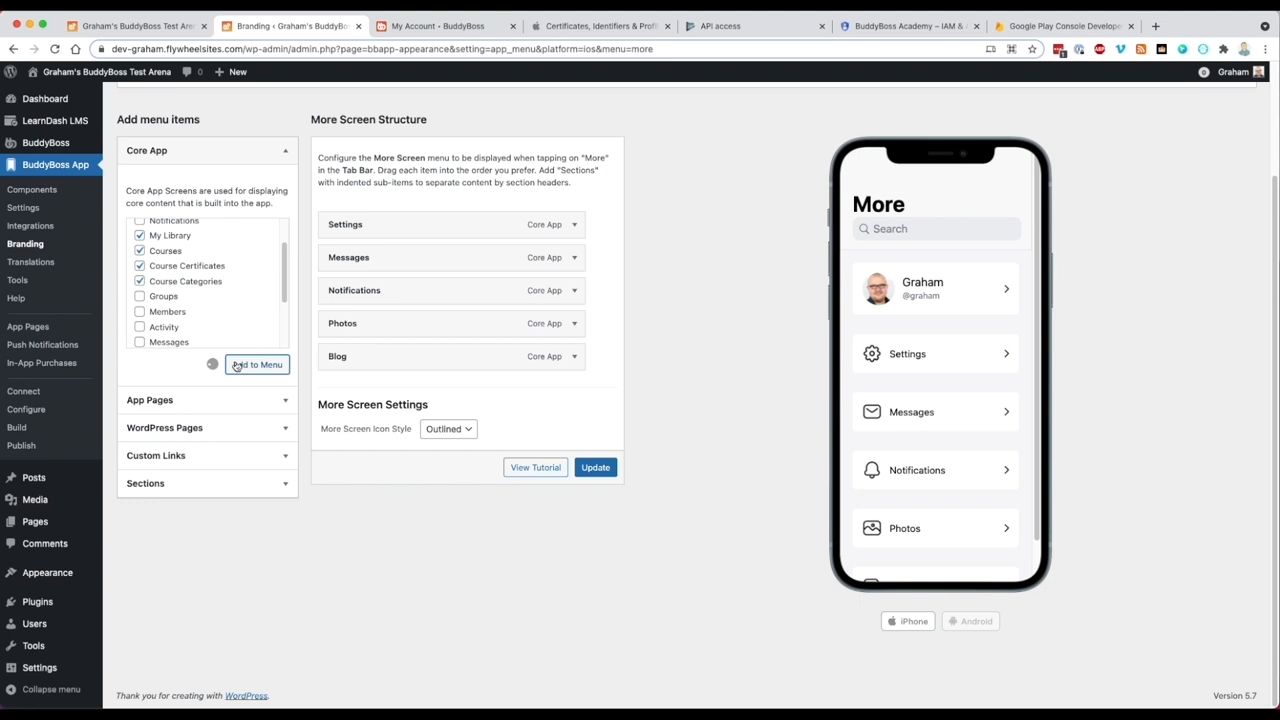 Graham's BuddyBoss Test Aren
Branding ‹ Graham's BuddyBo
My Account - BuddyBoss
Certificates, Identifiers & Profi
API access
BuddyBoss Academy – IAM & 
Google Play Console Develope
dev-graham.flywheelsites.com/wp-admin/admin.php?page=bbapp-appearance&setting=app_menu&platform=ios&menu=more
Graham's BuddyBoss Test Arena
0
New
0
Graham
Dashboard
LearnDash LMS
BuddyBoss
BuddyBoss App
Components
Settings
Integrations
Branding
Translations
Tools
Help
App Pages
Push Notifications
In-App Purchases
Connect
Configure
Build
Publish
Posts
Media
Pages
Comments
Appearance
Plugins
Users
Tools
Settings
Collapse menu
Add menu items
Core App
Core App Screens are used for displaying
core content that is built into the app.
Notifications
My Library
Courses
Course Certificates
Course Categories
Groups
Members
Activity
Messages
Add to Menu
App Pages
WordPress Pages
Custom Links
Sections
More Screen Structure
Configure the More Screen menu to be displayed when tapping on "More"
in the Tab Bar. Drag each item into the order you prefer. Add "Sections"
with indented sub-items to separate content by section headers.
Settings Core App
Messages Core App
Notifications Core App
Photos Core App
Blog Core App
More Screen Settings
More Screen Icon Style Outlined
View Tutorial
Update
More
Search
Graham
@graham
Settings
Messages
Notifications
Photos
iPhone
Android
Thank you for creating with WordPress.
Version 5.7